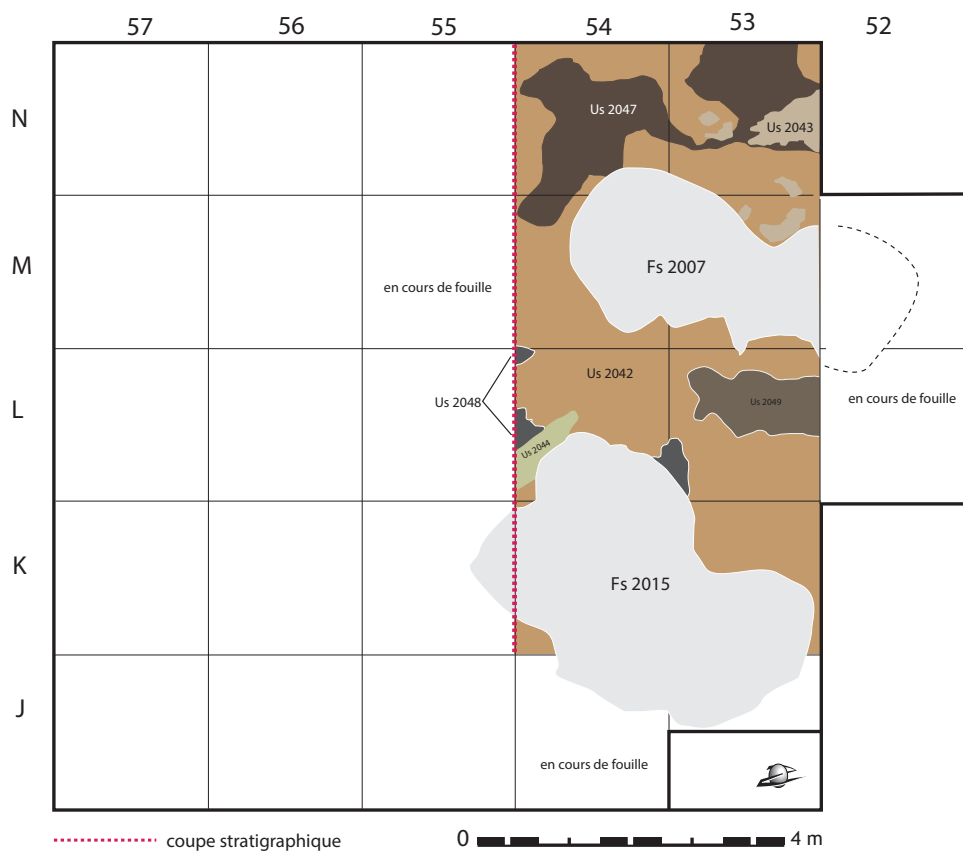 57 56 55 54 53 52
N
Us 2047
Us 2043
M
Fs 2007
en cours de fouille
Us 2042
L
Us 2048
Us 2049
en cours de fouille
Us 2044
K
Fs 2015
J
en cours de fouille
coupe stratigraphique
0 4 m